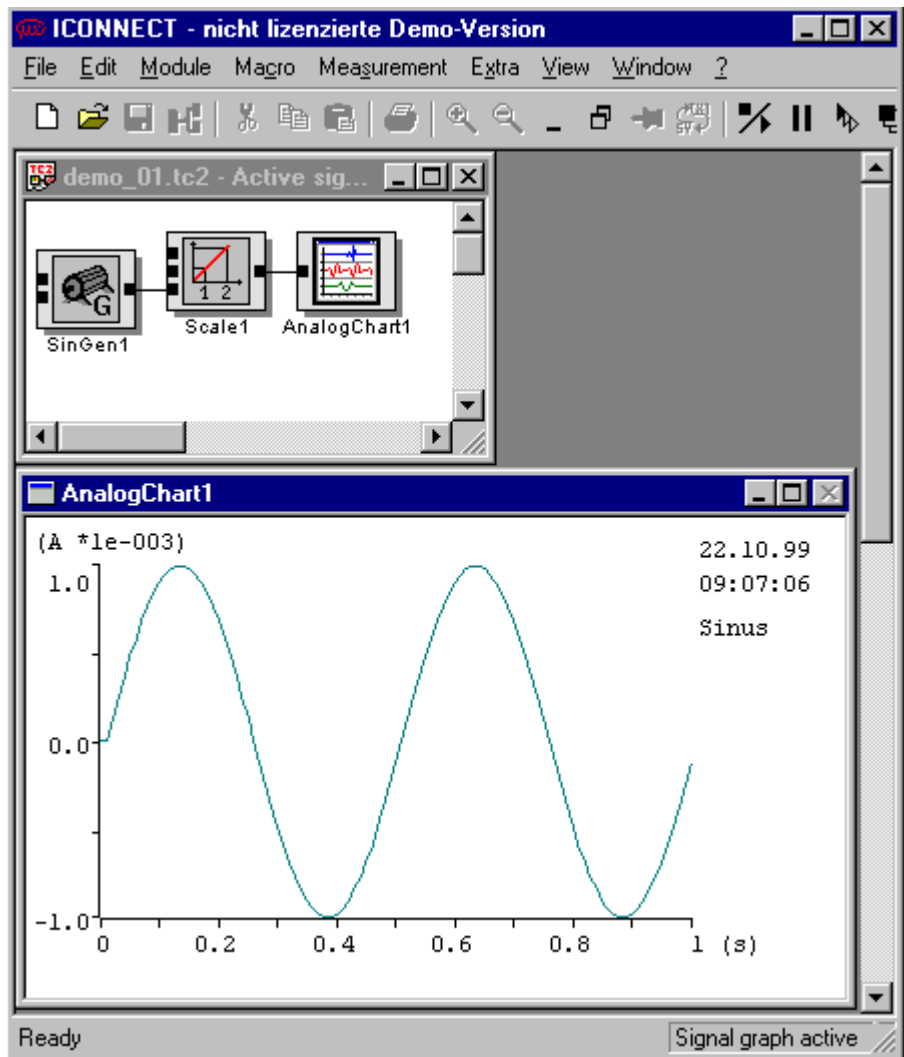 ICONNECT - nicht lizenzierte Demo-Version
File Edit Module Macro Measurement Extra View Window ?
TC2 demo_01.tc2 - Active sig...
G
1 2
SinGen1
Scale1
AnalogChart1
AnalogChart1
(A *1e-003)
22.10.99
1.0
09:07:06
Sinus
0.0
-1.0
0 0.2 0.4 0.6 0.8 1 (s)
Ready
Signal graph active